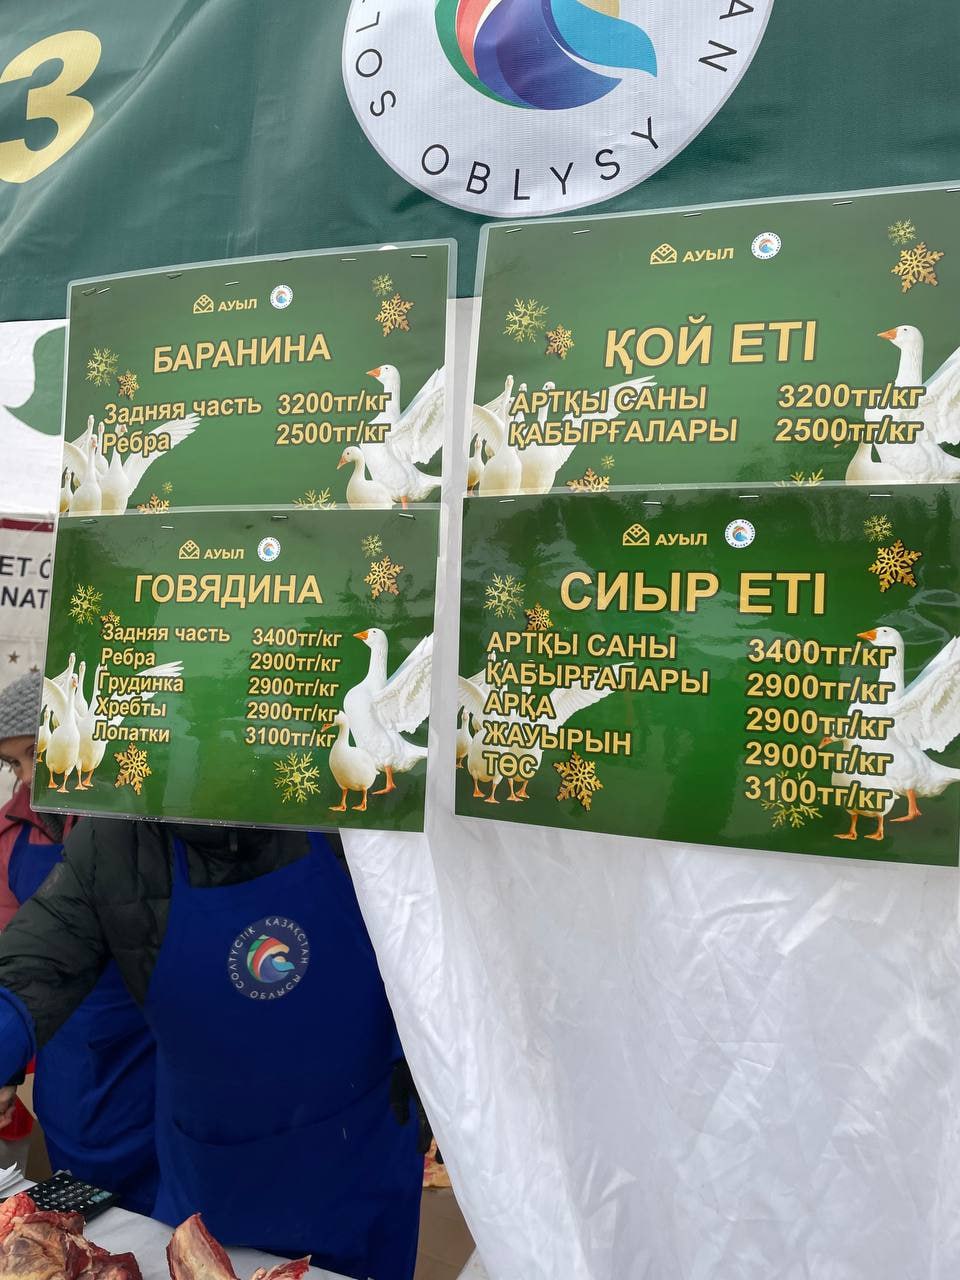 3
OBLYSY
АУЫЛ
БАРАНИНА
Задняя часть 3200тг/кг
Ребра 2500тг/кг
АУЫЛ
ҚОЙ ЕТІ
АРТҚЫ САНЫ 3200тг/кг
ҚАБЫРҒАЛАРЫ 2500тг/кг
АУЫЛ
ГОВЯДИНА
Задняя часть 3400тг/кг
Ребра 2900тг/кг
Грудинка 2900тг/кг
Хребты 2900тг/кг
Лопатки 3100тг/кг
АУЫЛ
СИЫР ЕТІ
АРТҚЫ САНЫ 3400тг/кг
ҚАБЫРҒАЛАРЫ 2900тг/кг
АРҚА 2900тг/кг
ЖАУЫРЫН 2900тг/кг
ТӨС 3100тг/кг
СОЛТҮСТІК ҚАЗАҚСТАН ОБЛЫСЫ